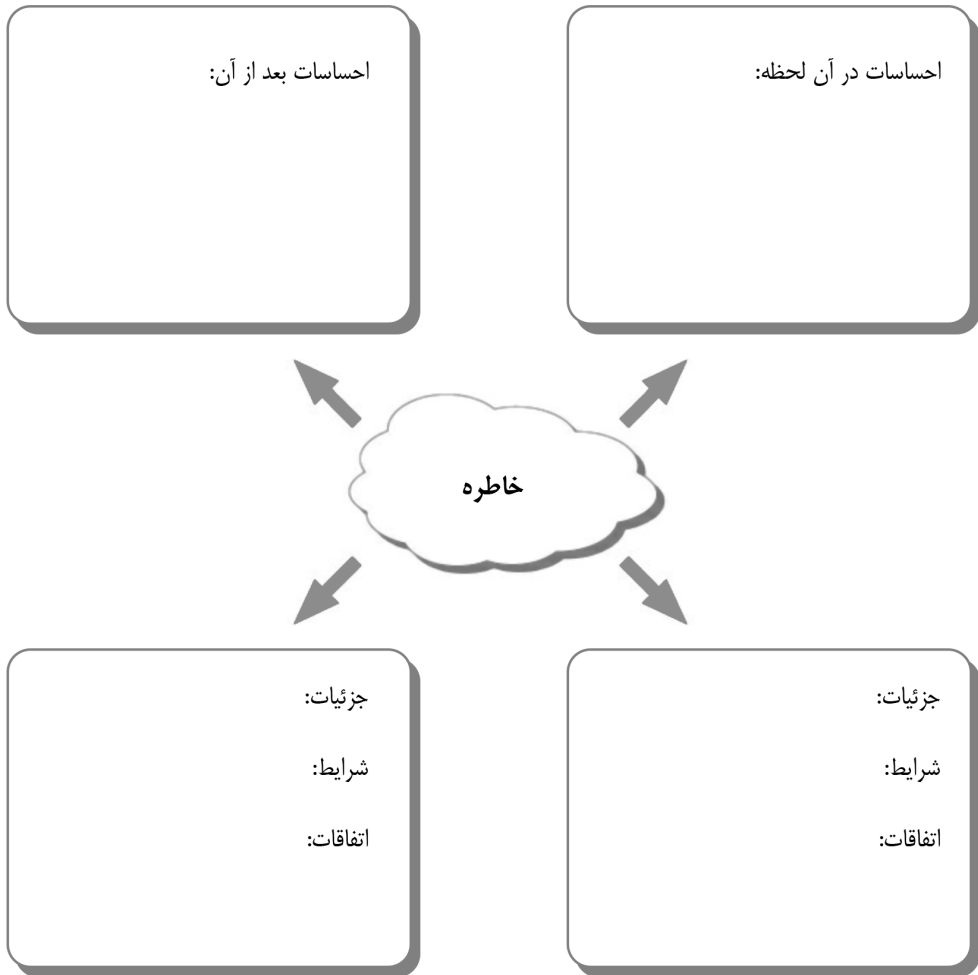 احساسات در آن لحظه:
احساسات بعد از آن:
خاطره
جزئیات:
شرایط:
اتفاقات:
جزئیات:
شرایط:
اتفاقات: